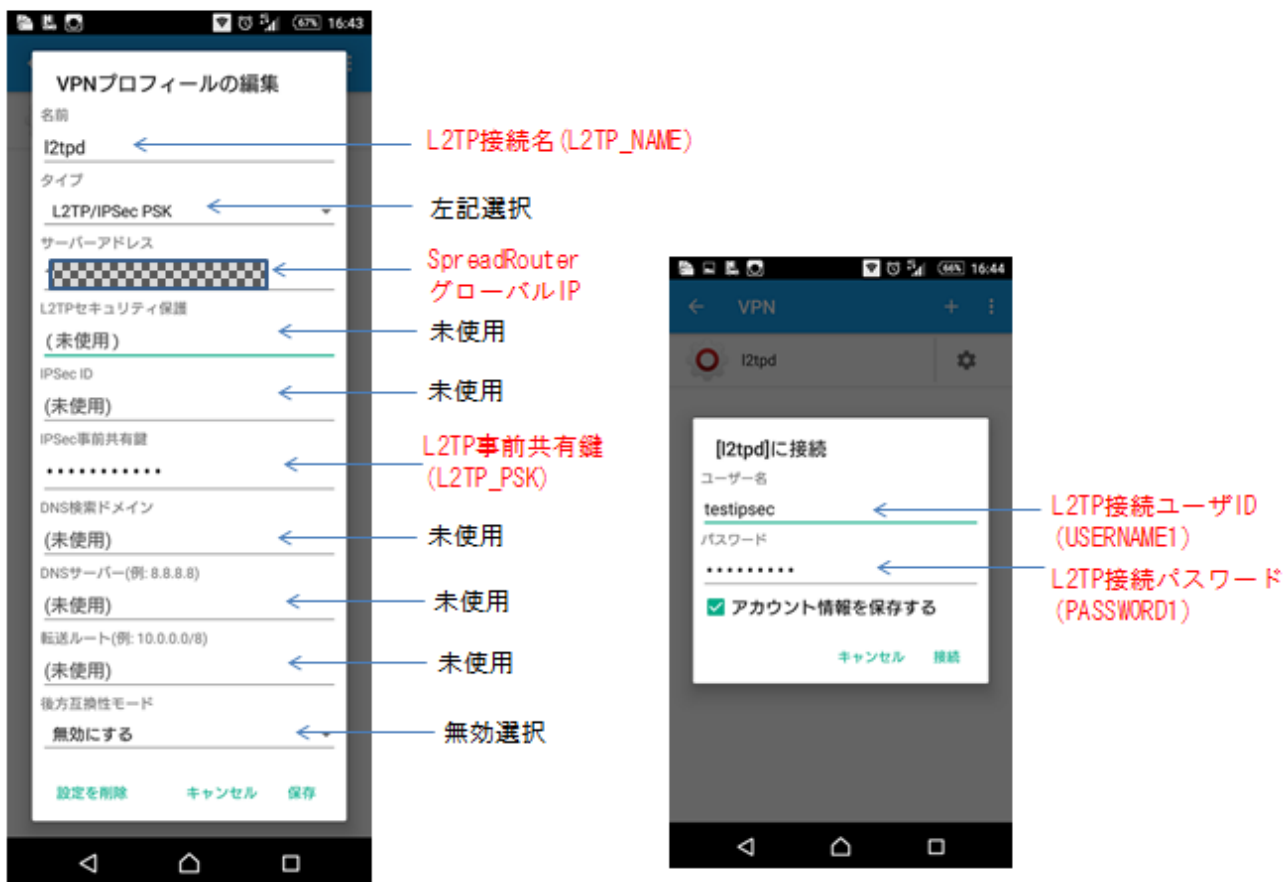 67%
16:43
VPNプロフィールの編集
名前
l2tpd
L2TP接続名(L2TP_NAME)
タイプ
L2TP/IPSec PSK
左記選択
サーバーアドレス
SpreadRouter
グローバルIP
L2TPセキュリティ保護
(未使用)
未使用
IPSec ID
(未使用)
未使用
IPSec事前共有鍵
•••••••••••
L2TP事前共有鍵
(L2TP_PSK)
DNS検索ドメイン
(未使用)
未使用
DNSサーバー(例: 8.8.8.8)
(未使用)
未使用
転送ルート(例: 10.0.0.0/8)
(未使用)
未使用
後方互換性モード
無効にする
無効選択
設定を削除 キャンセル 保存
66%
16:44
VPN
l2tpd
[l2tpd]に接続
ユーザー名
testipsec
L2TP接続ユーザID
(USERNAME1)
パスワード
•••••••••
L2TP接続パスワード
(PASSWORD1)
アカウント情報を保存する
キャンセル 接続